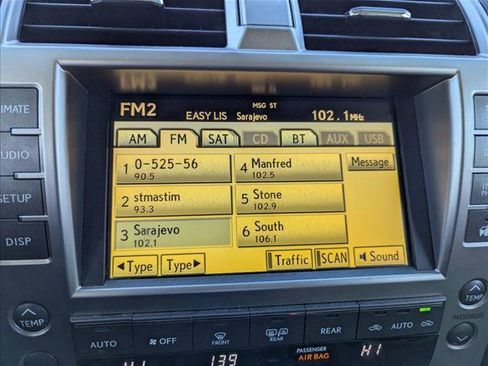 FM2 EASY LIS MSG ST Sarajevo 102.1MHz
AM FM SAT CD BT AUX USB
1 0-525-56 90.5
4 Manfred 102.5
Message
2 stmastim 93.3
5 Stone 102.9
3 Sarajevo 102.1
6 South 106.1
◄Type Type► Traffic SCAN Sound
SETUP
DISP
TEMP
TEMP
PASSENGER
AUTO OFF FRONT REAR REAR AUTO
PASSENGER
AIR BAG
139
HI